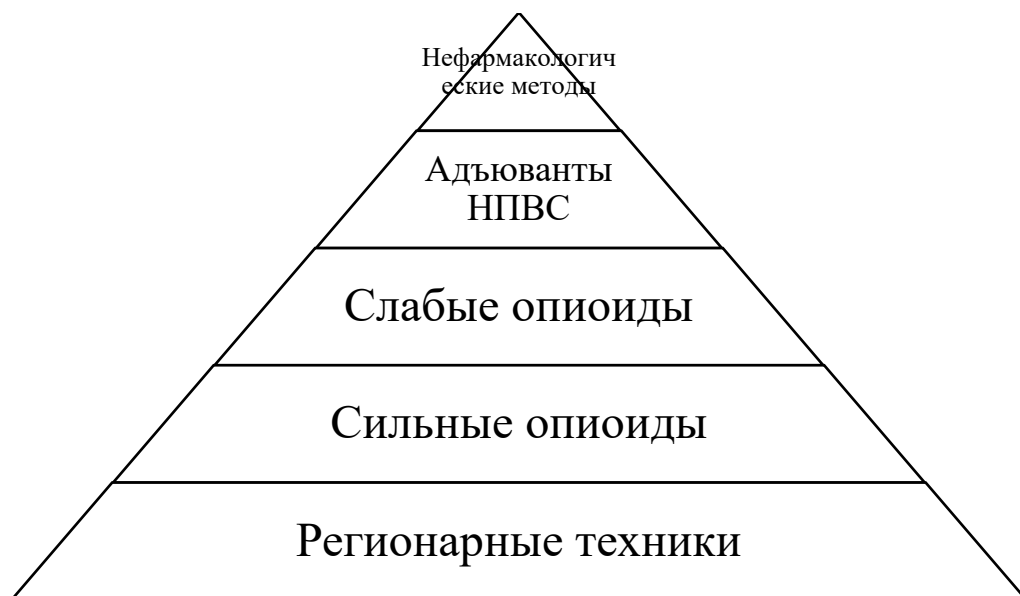 Нефармакологич
еские методы
Адъюванты
НПВС
Слабые опиоиды
Сильные опиоиды
Регионарные техники